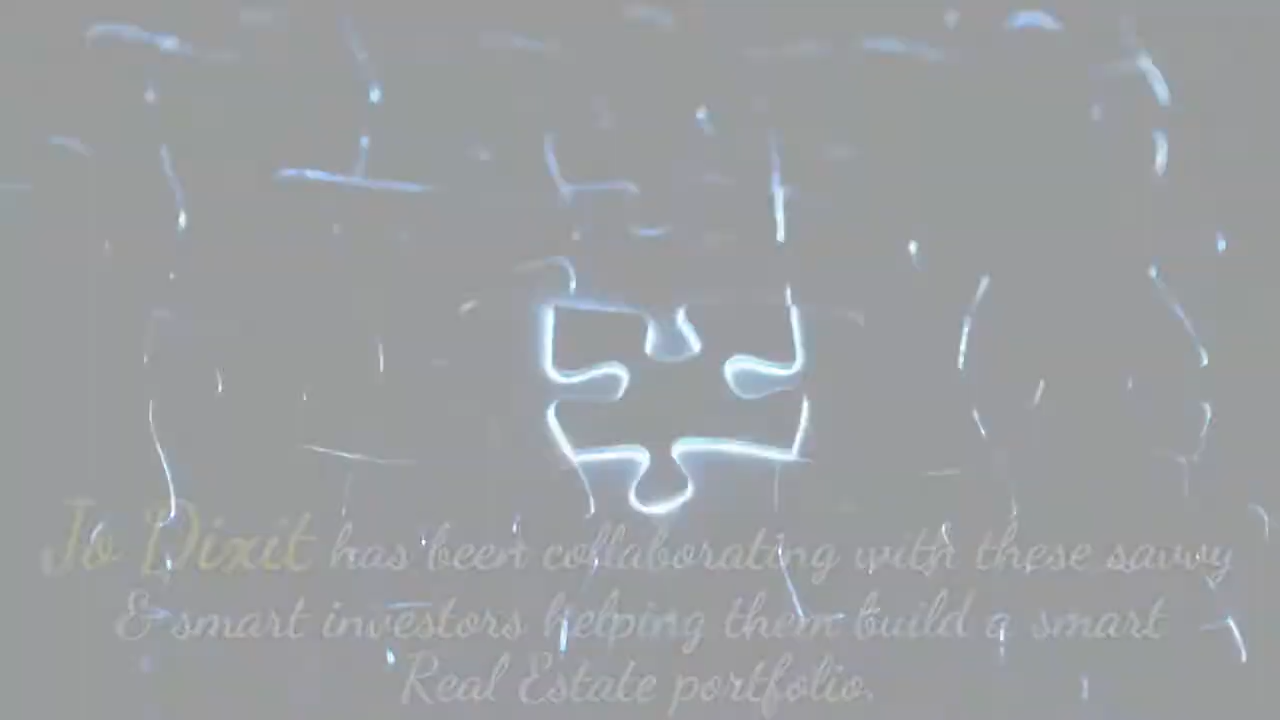 Jo Dixit has been collaborating with these savvy
& smart investors helping them build a smart
Real Estate portfolio.